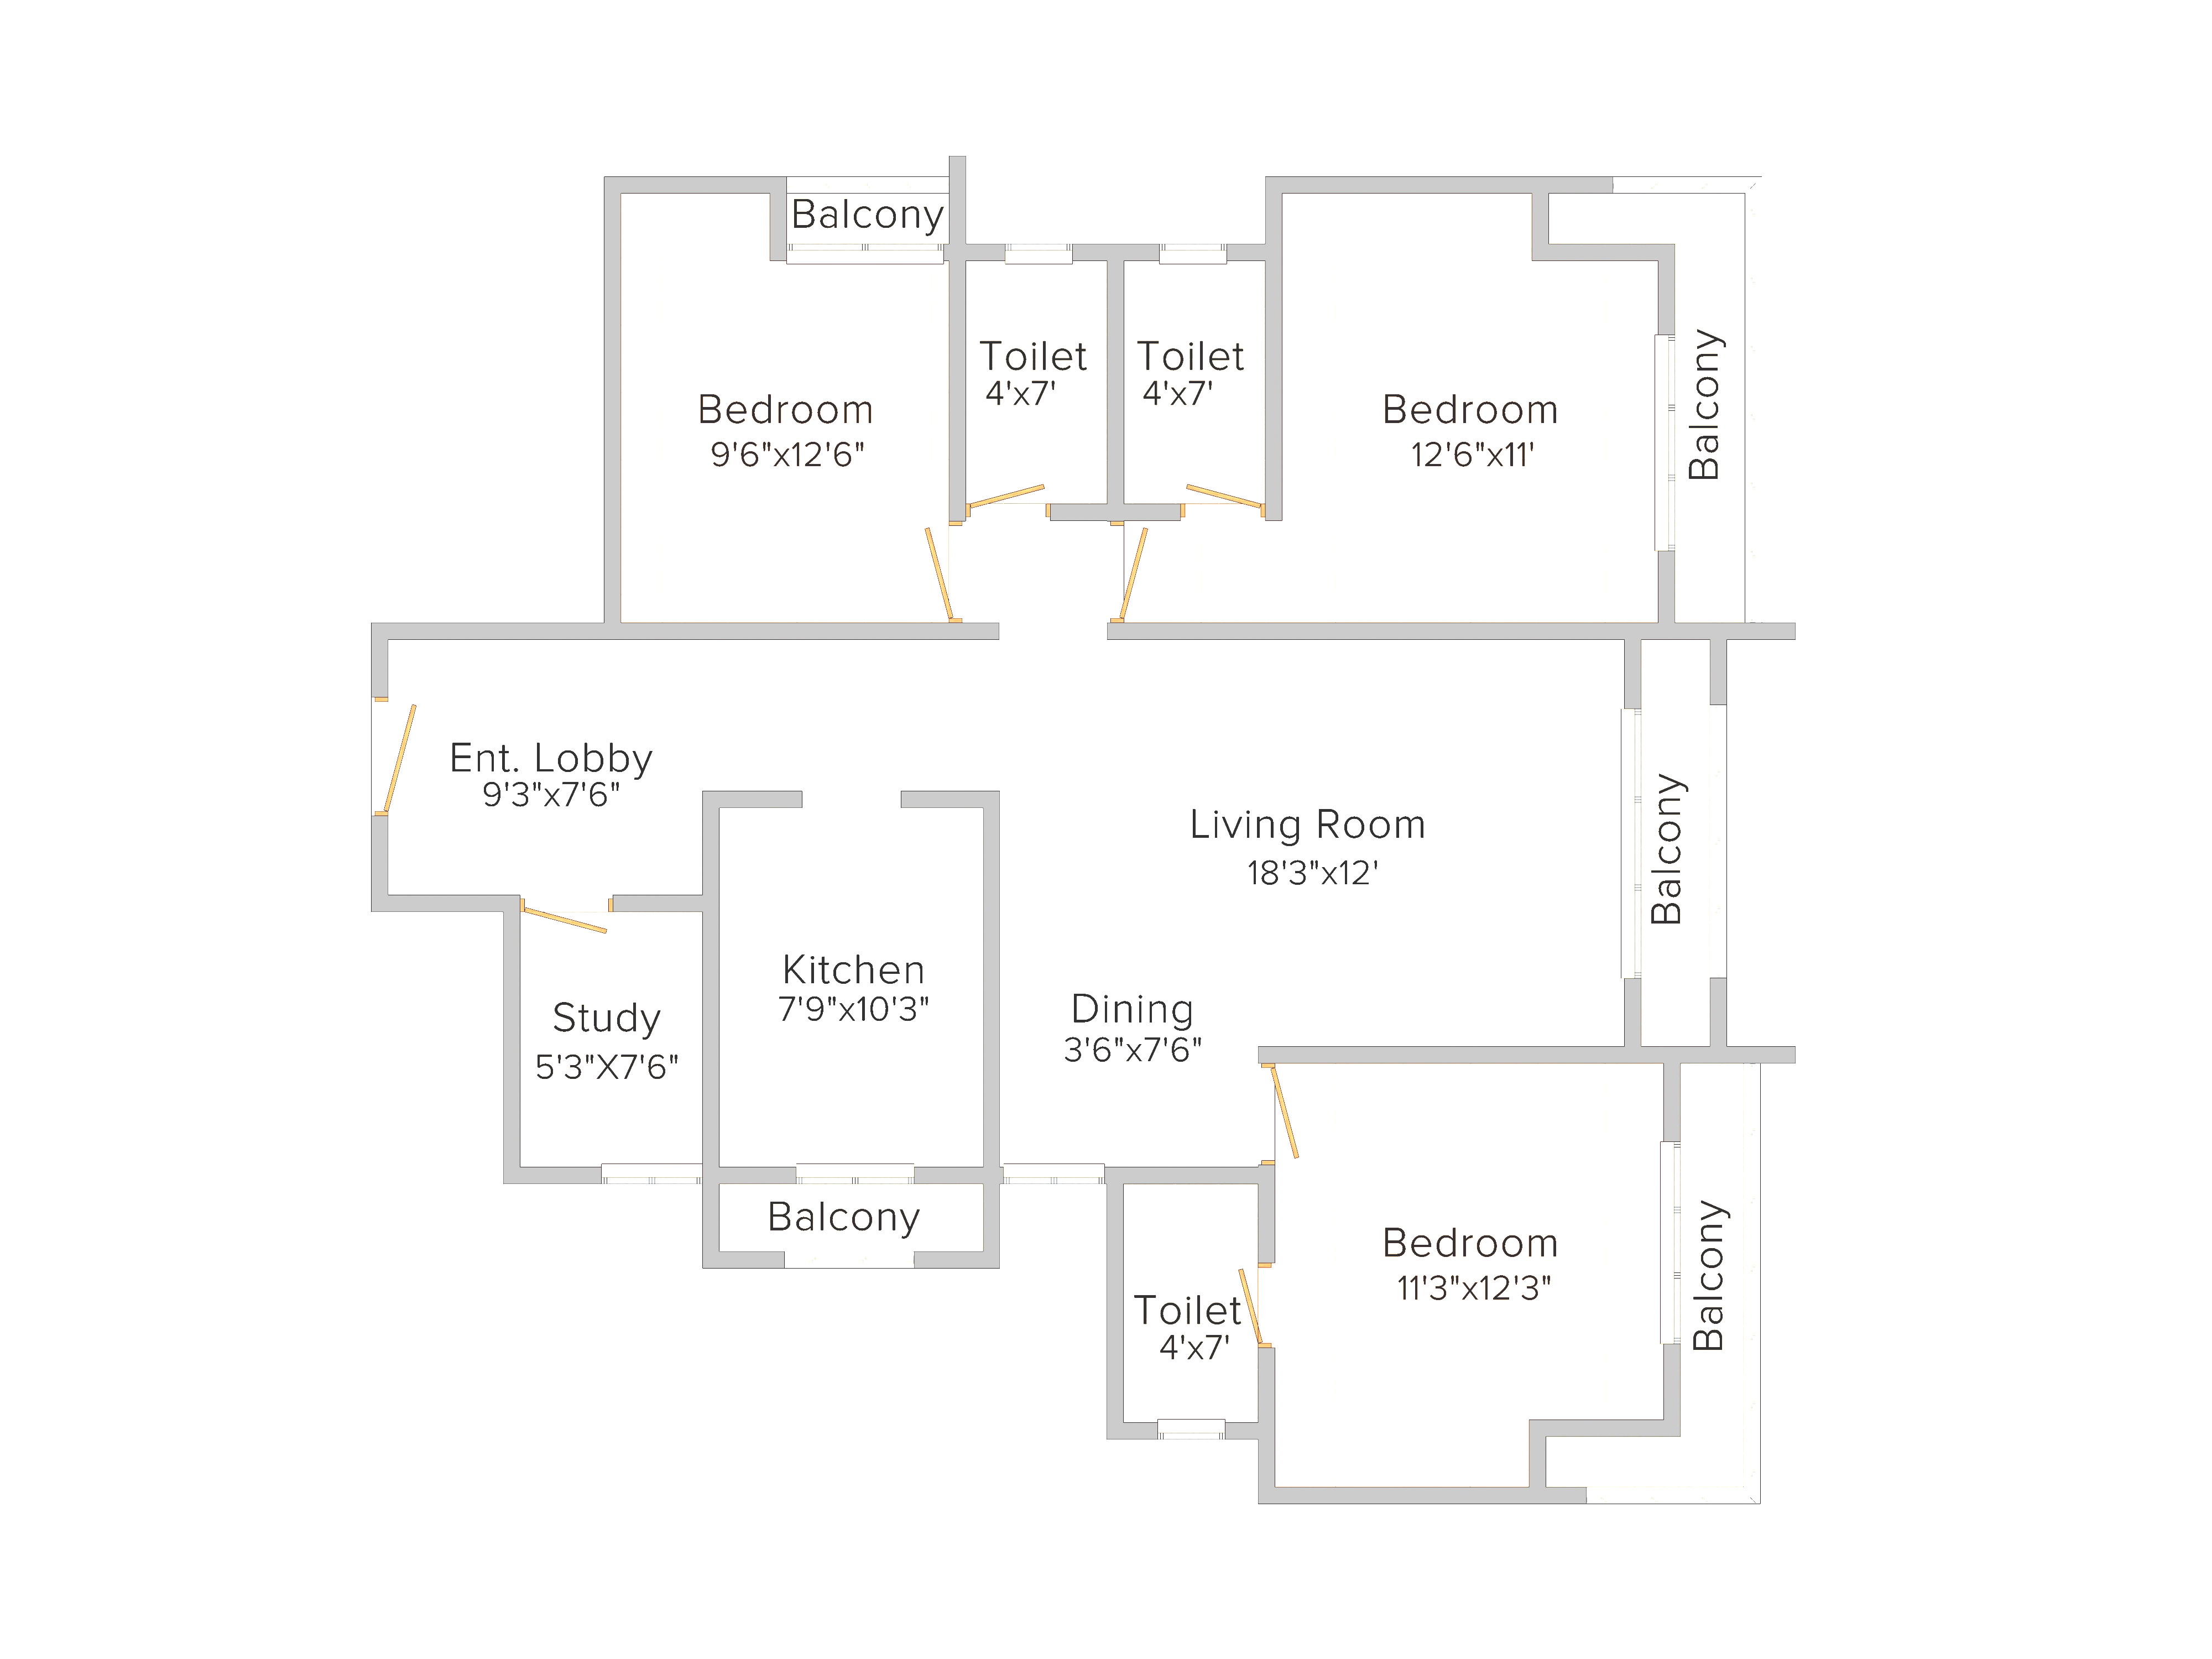 Balcony
Toilet
4'x7'
Toilet
4'x7'
Bedroom
9'6"x12'6"
Bedroom
12'6"x11'
Balcony
Ent. Lobby
9'3"x7'6"
Living Room
18'3"x12'
Balcony
Kitchen
7'9"x10'3"
Study
5'3"X7'6"
Dining
3'6"x7'6"
Balcony
Bedroom
11'3"x12'3"
Balcony
Toilet
4'x7'